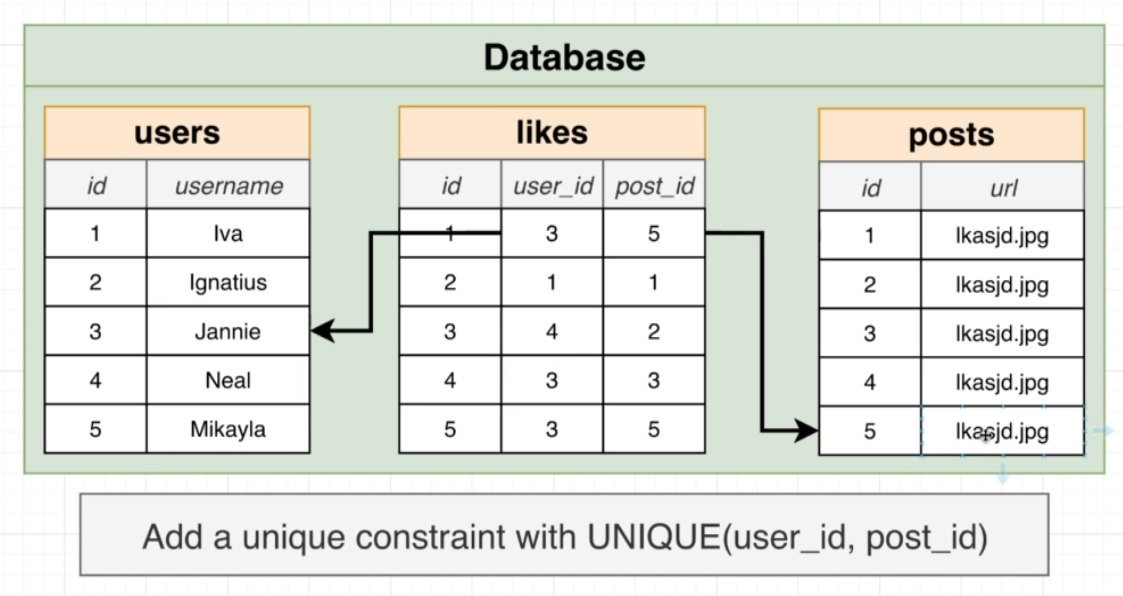 Database
users
id username
1 Iva
2 Ignatius
3 Jannie
4 Neal
5 Mikayla
likes
id user_id post_id
1 3 5
2 1 1
3 4 2
4 3 3
5 3 5
posts
id url
1 lkasjd.jpg
2 lkasjd.jpg
3 lkasjd.jpg
4 lkasjd.jpg
5 lkasjd.jpg
Add a unique constraint with UNIQUE(user_id, post_id)